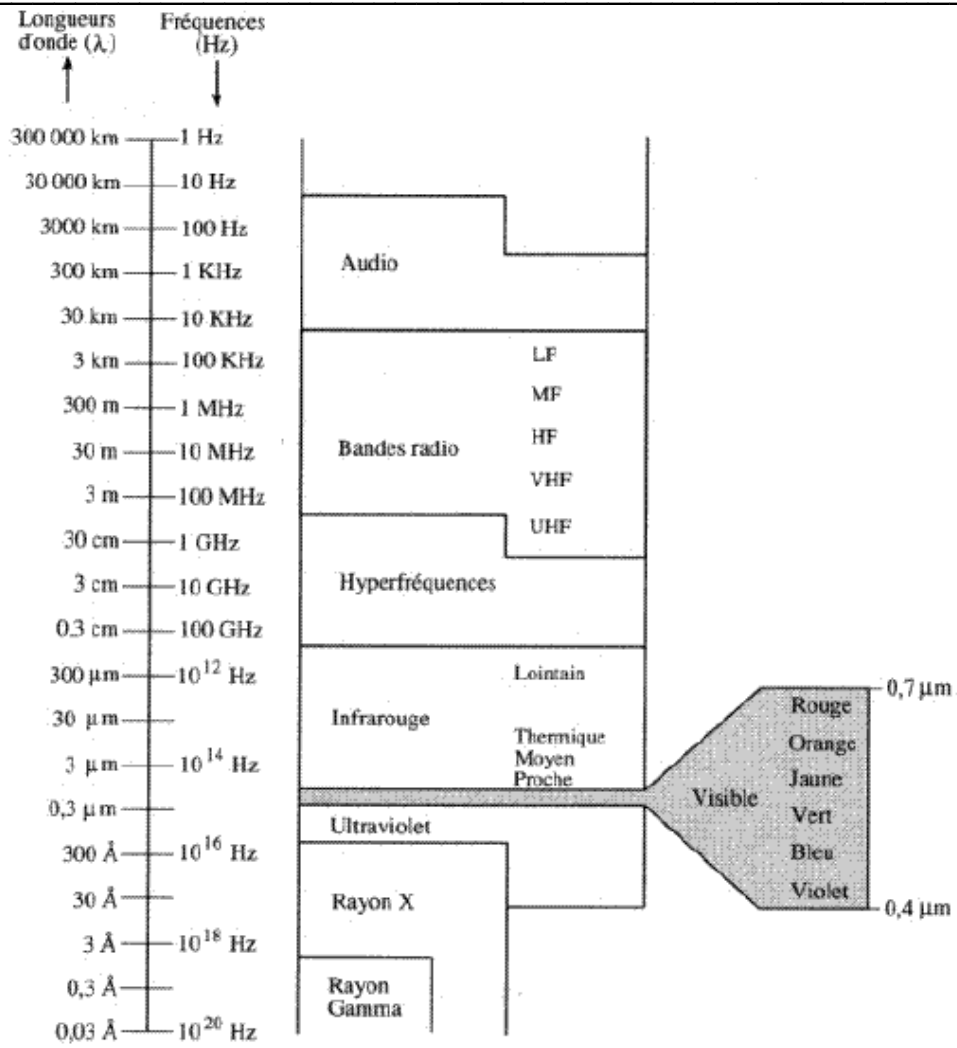 Longueurs
d'onde (λ)
Fréquences
(Hz)
300 000 km 1 Hz
30 000 km 10 Hz
3000 km 100 Hz
300 km 1 KHz
30 km 10 KHz
3 km 100 KHz
300 m 1 MHz
30 m 10 MHz
3 m 100 MHz
30 cm 1 GHz
3 cm 10 GHz
0.3 cm 100 GHz
300 µm 10¹² Hz
30 µm
3 µm 10¹⁴ Hz
0,3 µm
300 Å 10¹⁶ Hz
30 Å
3 Å 10¹⁸ Hz
0,3 Å
0,03 Å 10²⁰ Hz
Audio
Bandes radio
LF
MF
HF
VHF
UHF
Hyperfréquences
Infrarouge
Lointain
Thermique
Moyen
Proche
Ultraviolet
Rayon X
Rayon
Gamma
Visible
0,7 µm
Rouge
Orange
Jaune
Vert
Bleu
Violet
0,4 µm